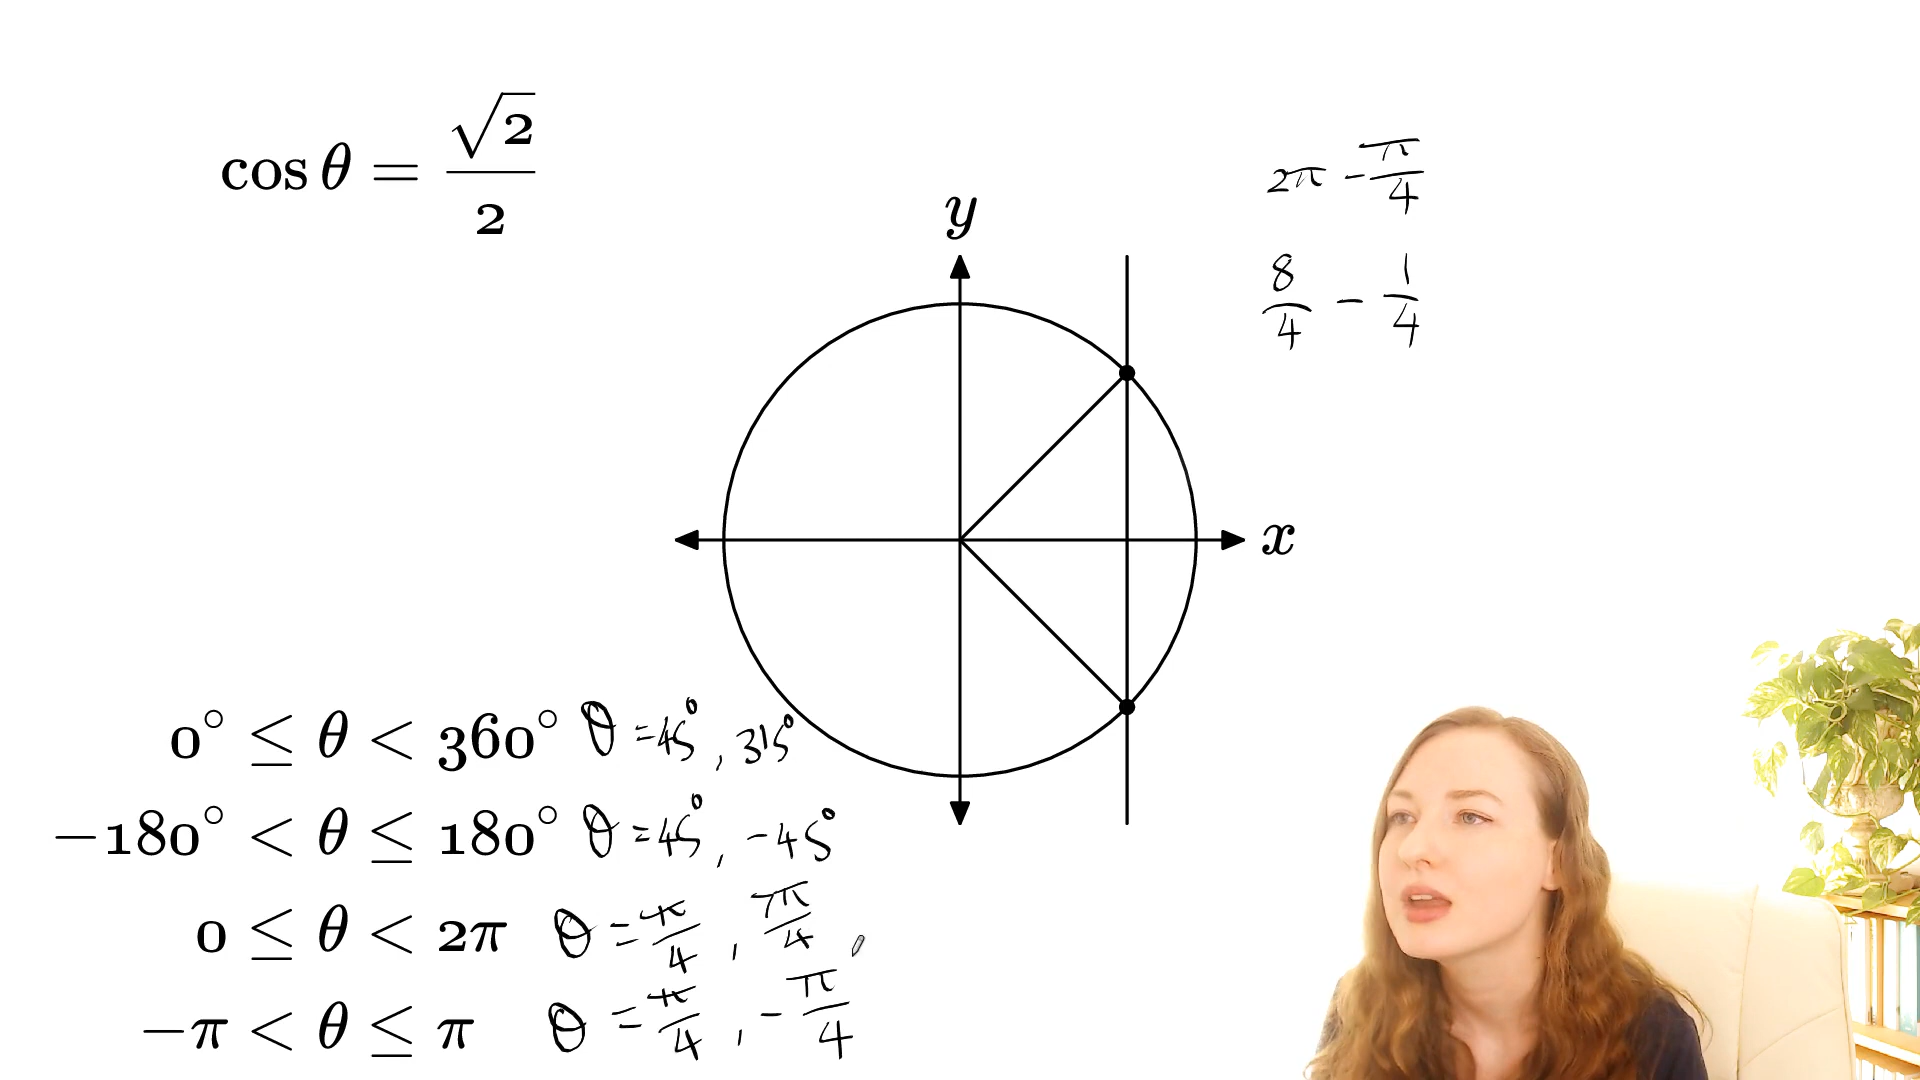 cos θ = √2/2
2π - π/4
8/4 - 1/4
y
x
0° ≤ θ < 360° θ = 45°, 315°
-180° < θ ≤ 180° θ = 45°, -45°
0 ≤ θ < 2π θ = π/4, 7π/4
-π < θ ≤ π θ = π/4, -π/4